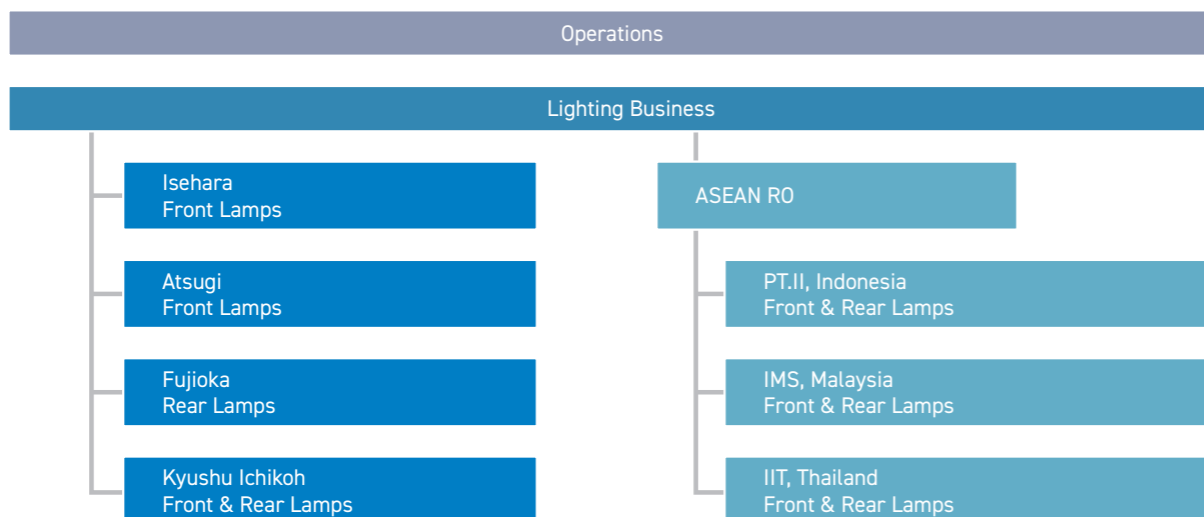 Operations
Lighting Business
Isehara
Front Lamps
Atsugi
Front Lamps
Fujioka
Rear Lamps
Kyushu Ichikoh
Front & Rear Lamps
ASEAN RO
PT.II, Indonesia
Front & Rear Lamps
IMS, Malaysia
Front & Rear Lamps
IIT, Thailand
Front & Rear Lamps